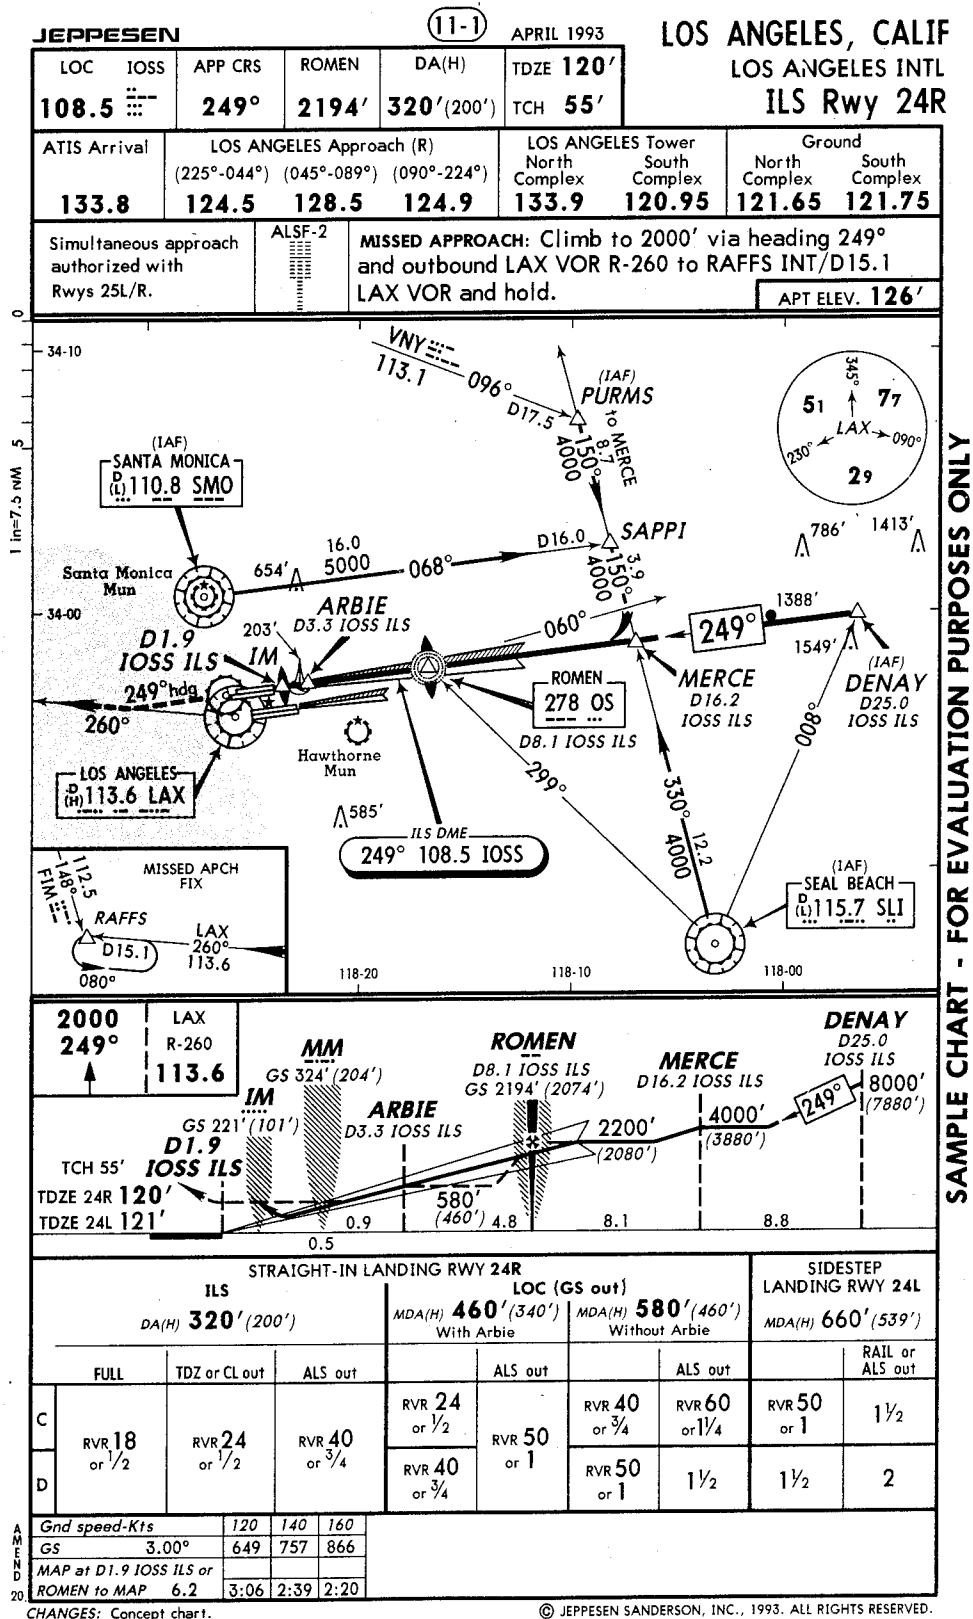 JEPPESEN
11-1
APRIL 1993
LOS ANGELES, CALIF
LOS ANGELES INTL
ILS Rwy 24R
LOC IOSS
108.5
APP CRS
249°
ROMEN
2194'
DA(H)
320'(200')
TDZE 120'
TCH 55'
ATIS Arrival
133.8
LOS ANGELES Approach (R)
(225°-044°) (045°-089°) (090°-224°)
124.5 128.5 124.9
LOS ANGELES Tower
North Complex
South Complex
133.9 120.95
Ground
North Complex
South Complex
121.65 121.75
Simultaneous approach
authorized with
Rwys 25L/R.
ALSF-2
MISSED APPROACH: Climb to 2000' via heading 249°
and outbound LAX VOR R-260 to RAFFS INT/D15.1
LAX VOR and hold.
APT ELEV. 126'
0
5
1 in=7.5 NM
34-10
34-00
VNY
113.1
096°
D17.5
(IAF)
PURMS
to MERCE
8.7
150°
4000
345°
51 77
LAX
230°
090°
29
(IAF)
SANTA MONICA
D
(L) 110.8 SMO
SAPPI
D16.0
16.0
5000
068°
654'
Santa Monica
Mun
3.9
150°
4000
786'
1413'
ARBIE
D3.3 IOSS ILS
203'
D1.9
IOSS ILS
IM
060°
249°
1388'
1549'
(IAF)
DENAY
D25.0
IOSS ILS
249°hdg
260°
ROMEN
278 OS
D8.1 IOSS ILS
MERCE
D16.2
IOSS ILS
008°
Hawthorne
Mun
299°
LOS ANGELES
D
(H) 113.6 LAX
585'
ILS DME
249° 108.5 IOSS
330°
12.2
4000
(IAF)
SEAL BEACH
D
(L) 115.7 SLI
112.5
148°
FIM
MISSED APCH
FIX
RAFFS
D15.1
LAX
260°
113.6
080°
118-20
118-10
118-00
2000
249°
LAX
R-260
113.6
MM
GS 324' (204')
IM
GS 221' (101')
D1.9
IOSS ILS
ARBIE
D3.3 IOSS ILS
ROMEN
D8.1 IOSS ILS
GS 2194' (2074')
MERCE
D16.2 IOSS ILS
DENAY
D25.0
IOSS ILS
8000'
(7880')
249°
4000'
(3880')
2200'
(2080')
580'
(460')
TCH 55'
TDZE 24R 120'
TDZE 24L 121'
0.5
0.9
4.8
8.1
8.8
STRAIGHT-IN LANDING RWY 24R
ILS
DA(H) 320'(200')
LOC (GS out)
MDA(H) 460'(340')
With Arbie
MDA(H) 580'(460')
Without Arbie
SIDESTEP
LANDING RWY 24L
MDA(H) 660'(539')
FULL
TDZ or CL out
ALS out
ALS out
ALS out
RAIL or
ALS out
C
D
RVR 18
or 1/2
RVR 24
or 1/2
RVR 40
or 3/4
RVR 24
or 1/2
RVR 40
or 3/4
RVR 50
or 1
RVR 40
or 3/4
RVR 50
or 1
RVR 60
or 1 1/4
1 1/2
RVR 50
or 1
1 1/2
1 1/2
2
Gnd speed-Kts 120 140 160
GS 3.00° 649 757 866
MAP at D1.9 IOSS ILS or
ROMEN to MAP 6.2 3:06 2:39 2:20
AMEND
20
CHANGES: Concept chart.
© JEPPESEN SANDERSON, INC., 1993. ALL RIGHTS RESERVED.
SAMPLE CHART - FOR EVALUATION PURPOSES ONLY